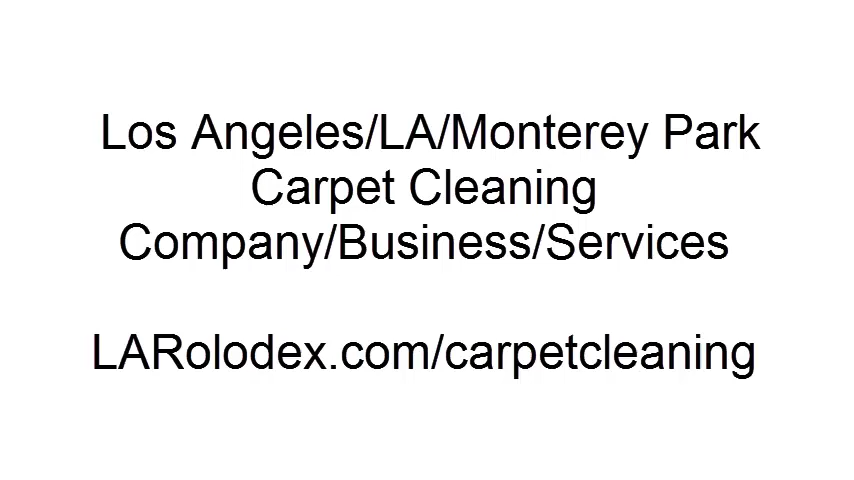 Los Angeles/LA/Monterey Park
Carpet Cleaning
Company/Business/Services
LARolodex.com/carpetcleaning